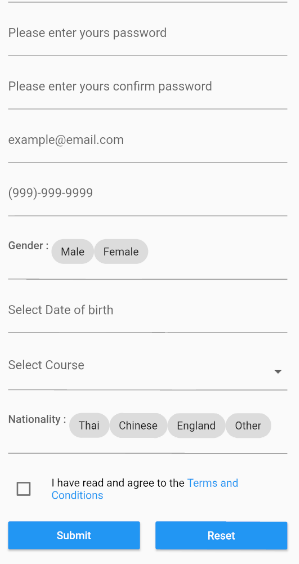 Please enter yours password
Please enter yours confirm password
example@email.com
(999)-999-9999
Gender : Male Female
Select Date of birth
Select Course
Nationality : Thai Chinese England Other
I have read and agree to the Terms and
Conditions
Submit Reset